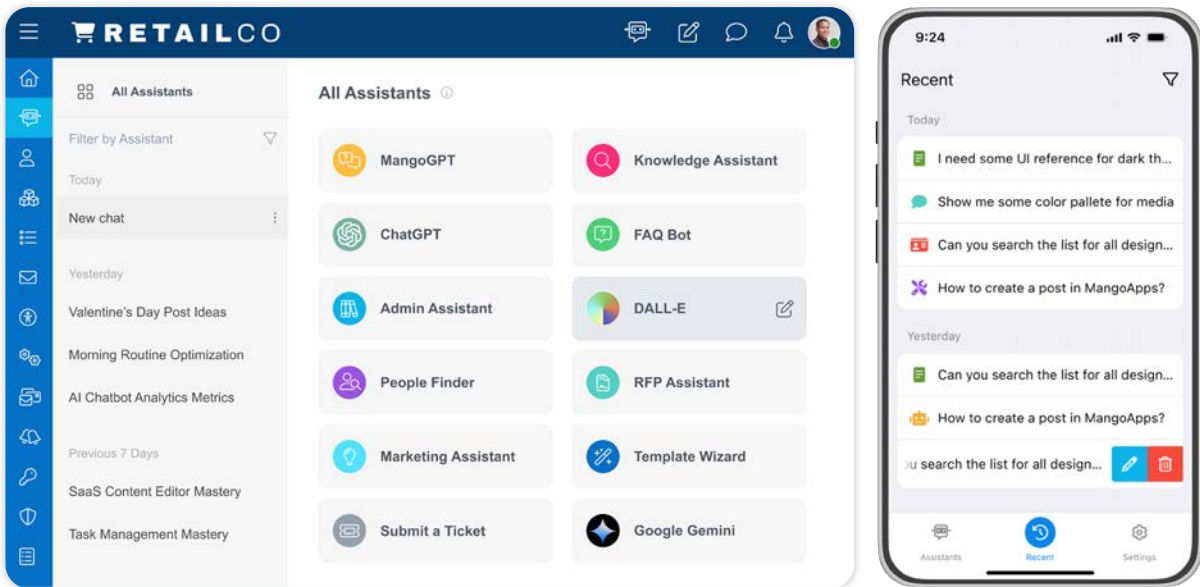 RETAILCO
All Assistants
Filter by Assistant
Today
New chat
Yesterday
Valentine's Day Post Ideas
Morning Routine Optimization
AI Chatbot Analytics Metrics
Previous 7 Days
SaaS Content Editor Mastery
Task Management Mastery
All Assistants
MangoGPT
Knowledge Assistant
ChatGPT
FAQ Bot
Admin Assistant
DALL-E
People Finder
RFP Assistant
Marketing Assistant
Template Wizard
Submit a Ticket
Google Gemini
9:24
Recent
Today
I need some UI reference for dark th...
Show me some color pallete for media
Can you search the list for all design...
How to create a post in MangoApps?
Yesterday
Can you search the list for all design...
How to create a post in MangoApps?
ou search the list for all design...
Assistants
Recent
Settings